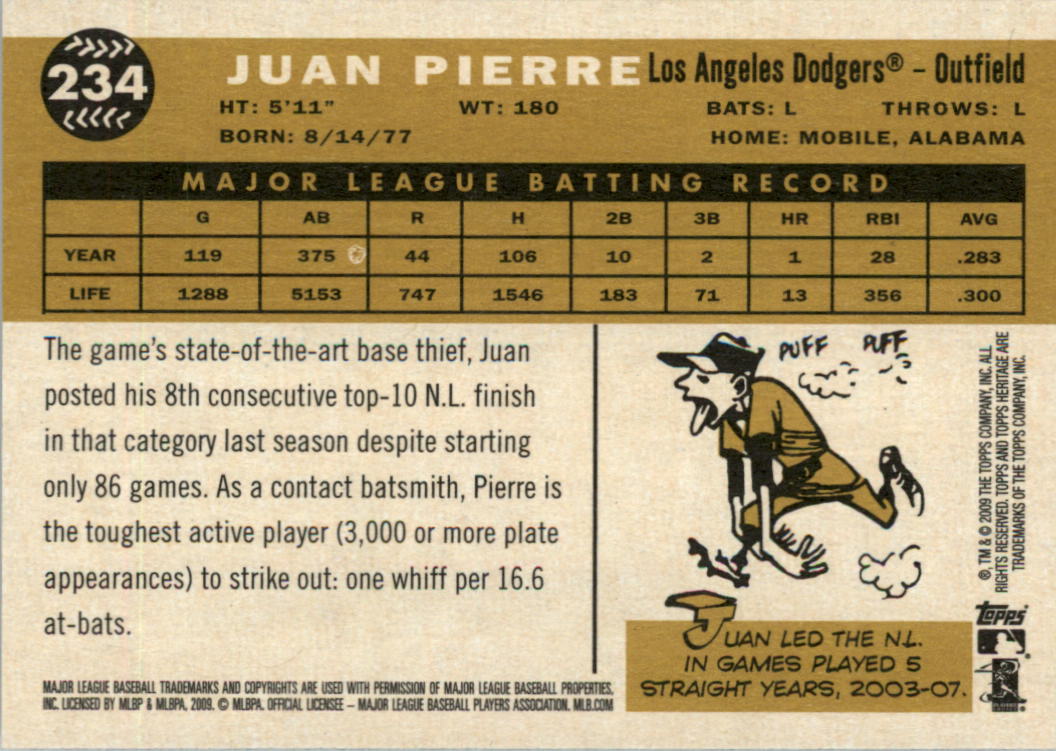 234
JUAN PIERRE Los Angeles Dodgers® – Outfield
HT: 5'11" WT: 180 BATS: L THROWS: L
BORN: 8/14/77 HOME: MOBILE, ALABAMA
MAJOR LEAGUE BATTING RECORD
G AB R H 2B 3B HR RBI AVG
YEAR 119 375 44 106 10 2 1 28 .283
LIFE 1288 5153 747 1546 183 71 13 356 .300
The game's state-of-the-art base thief, Juan
posted his 8th consecutive top-10 N.L. finish
in that category last season despite starting
only 86 games. As a contact batsmith, Pierre is
the toughest active player (3,000 or more plate
appearances) to strike out: one whiff per 16.6
at-bats.
PUFF PUFF
JUAN LED THE N.L.
IN GAMES PLAYED 5
STRAIGHT YEARS, 2003-07.
®, TM & © 2009 THE TOPPS COMPANY, INC. ALL
RIGHTS RESERVED. TOPPS AND TOPPS HERITAGE ARE
TRADEMARKS OF THE TOPPS COMPANY, INC.
topps
MAJOR LEAGUE BASEBALL TRADEMARKS AND COPYRIGHTS ARE USED WITH PERMISSION OF MAJOR LEAGUE BASEBALL PROPERTIES,
INC. LICENSED BY MLBP & MLBPA, 2009. © MLBPA. OFFICIAL LICENSEE – MAJOR LEAGUE BASEBALL PLAYERS ASSOCIATION. MLB.COM